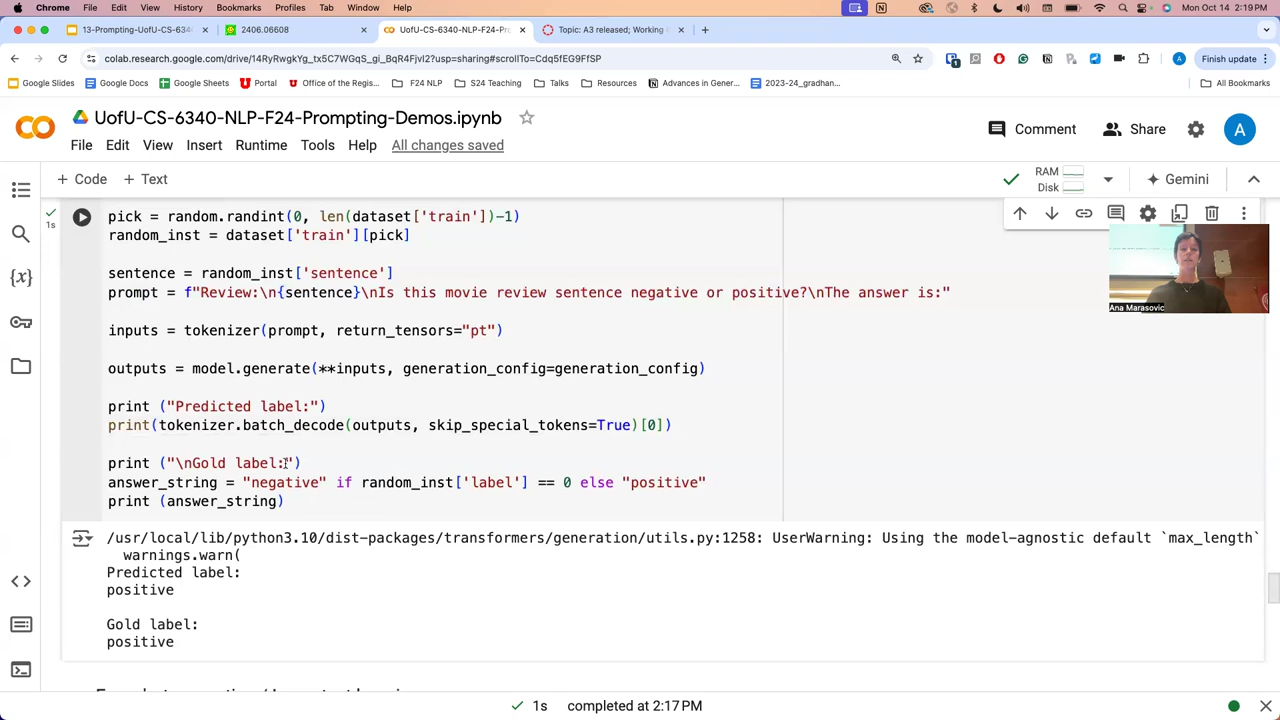 Chrome File Edit View History Bookmarks Profiles Tab Window Help Mon Oct 14 2:19 PM
13-Prompting-UofU-CS-6340- 2406.06608 UofU-CS-6340-NLP-F24-Pro Topic: A3 released; Working
colab.research.google.com/drive/14RyRwgKYg_tx5C7WGqS_gi_BqR4FjvI2?usp=sharing#scrollTo=Cdq5fEG9FfSP Finish update
Google Slides Google Docs Google Sheets Portal Office of the Regis... F24 NLP S24 Teaching Talks Resources Advances in Gener... 2023-24_gradhan... All Bookmarks
UofU-CS-6340-NLP-F24-Prompting-Demos.ipynb
Comment Share A
File Edit View Insert Runtime Tools Help All changes saved
+ Code + Text RAM Disk Gemini
1s
pick = random.randint(0, len(dataset['train'])-1)
random_inst = dataset['train'][pick]
sentence = random_inst['sentence']
prompt = f"Review:\n{sentence}\nIs this movie review sentence negative or positive?\nThe answer is:"
inputs = tokenizer(prompt, return_tensors="pt")
outputs = model.generate(**inputs, generation_config=generation_config)
print ("Predicted label:")
print(tokenizer.batch_decode(outputs, skip_special_tokens=True)[0])
print ("\nGold label:")
answer_string = "negative" if random_inst['label'] == 0 else "positive"
print (answer_string)
Ana Marasovic
/usr/local/lib/python3.10/dist-packages/transformers/generation/utils.py:1258: UserWarning: Using the model-agnostic default `max_length`
warnings.warn(
Predicted label:
positive
Gold label:
positive
1s completed at 2:17 PM